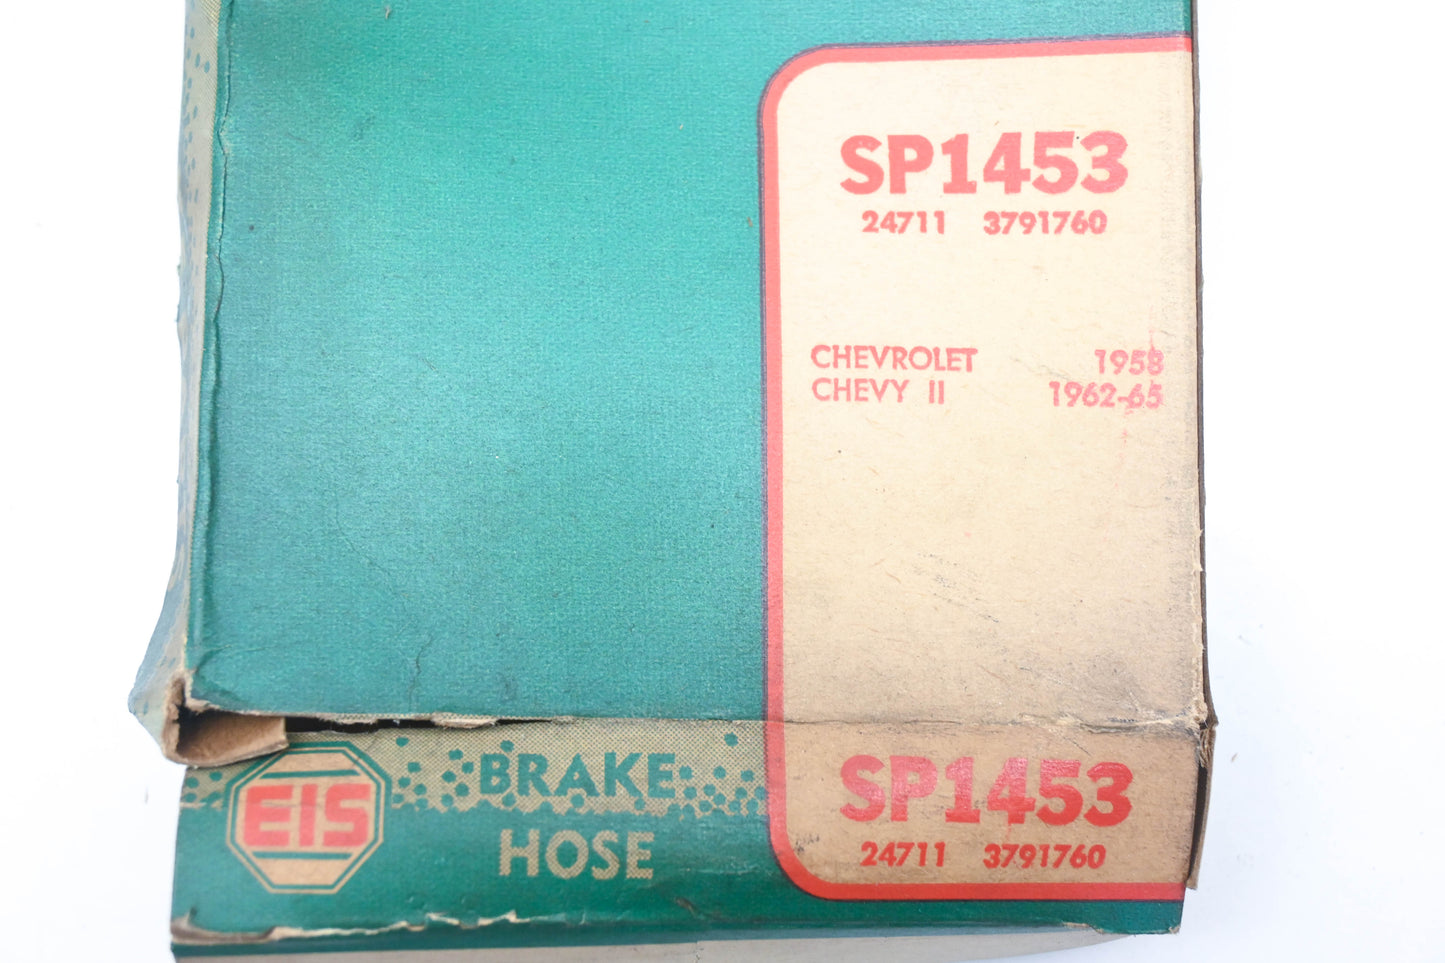 SP1453
24711 3791760
CHEVROLET 1958
CHEVY II 1962-65
EIS
BRAKE
HOSE
SP1453
24711 3791760